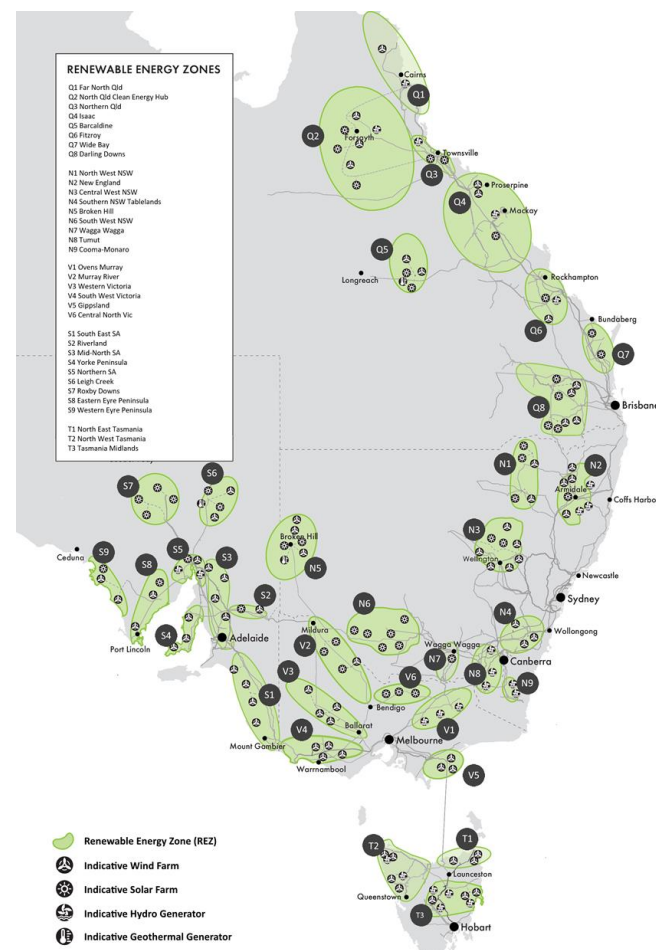 RENEWABLE ENERGY ZONES
Q1 Far North Qld
Q2 North Qld Clean Energy Hub
Q3 Northern Qld
Q4 Isaac
Q5 Barcaldine
Q6 Fitzroy
Q7 Wide Bay
Q8 Darling Downs
N1 North West NSW
N2 New England
N3 Central West NSW
N4 Southern NSW Tablelands
N5 Broken Hill
N6 South West NSW
N7 Wagga Wagga
N8 Tumut
N9 Cooma-Monaro
V1 Ovens Murray
V2 Murray River
V3 Western Victoria
V4 South West Victoria
V5 Gippsland
V6 Central North Vic
S1 South East SA
S2 Riverland
S3 Mid-North SA
S4 Yorke Peninsula
S5 Northern SA
S6 Leigh Creek
S7 Roxby Downs
S8 Eastern Eyre Peninsula
S9 Western Eyre Peninsula
T1 North East Tasmania
T2 North West Tasmania
T3 Tasmania Midlands
Cairns
Q1
Q2
Forsyth
Townsville
Q3
Proserpine
Q4
Mackay
Q5
Longreach
Rockhampton
Q6
Bundaberg
Q7
Q8
Brisbane
N1
N2
Armidale
Coffs Harbo
S7
S6
N3
Wellington
Broken Hill
N5
Ceduna
S9
S8
S5
S3
S2
Newcastle
Sydney
N4
Wollongong
N6
Mildura
V2
S4
Port Lincoln
Adelaide
Wagga Wagga
N7
Canberra
N8
N9
V3
V6
S1
Bendigo
V1
Ballarat
V4
Mount Gambier
Warrnambool
Melbourne
V5
T2
T1
Launceston
Queenstown
T3
Hobart
Renewable Energy Zone (REZ)
Indicative Wind Farm
Indicative Solar Farm
Indicative Hydro Generator
Indicative Geothermal Generator